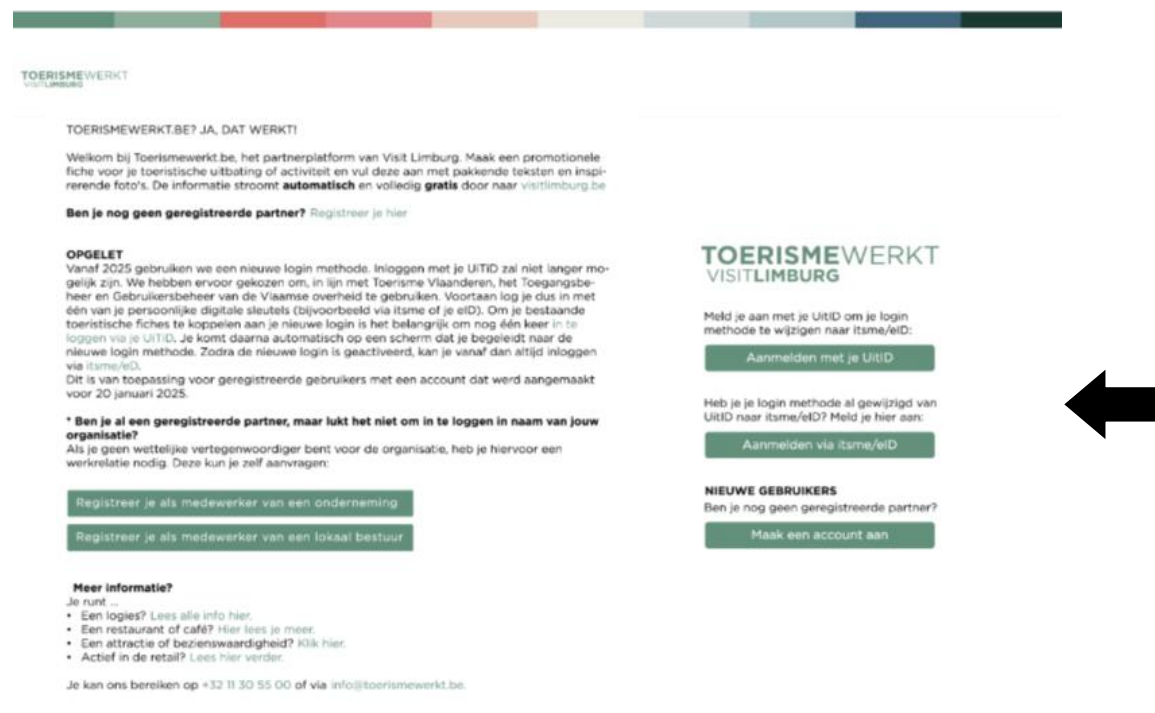 TOERISMEWERKT
VISITLIMBURG
TOERISMEWERKT.BE? JA, DAT WERKT!
Welkom bij Toerismewerkt.be, het partnerplatform van Visit Limburg. Maak een promotionele
fiche voor je toeristische uitbating of activiteit en vul deze aan met pakkende teksten en inspi-
rerende foto's. De informatie stroomt automatisch en volledig gratis door naar visitlimburg.be
Ben je nog geen geregistreerde partner? Registreer je hier
OPGELET
Vanaf 2025 gebruiken we een nieuwe login methode. Inloggen met je UiTiD zal niet langer mo-
gelijk zijn. We hebben ervoor gekozen om, in lijn met Toerisme Vlaanderen, het Toegangsbe-
heer en Gebruikersbeheer van de Vlaamse overheid te gebruiken. Voortaan log je dus in met
één van je persoonlijke digitale sleutels (bijvoorbeeld via itsme of je eID). Om je bestaande
toeristische fiches te koppelen aan je nieuwe login is het belangrijk om nog één keer in te
loggen via je UiTiD. Je komt daarna automatisch op een scherm dat je begeleidt naar de
nieuwe login methode. Zodra de nieuwe login is geactiveerd, kan je vanaf dan altijd inloggen
via itsme/eD.
Dit is van toepassing voor geregistreerde gebruikers met een account dat werd aangemaakt
voor 20 januari 2025.
* Ben je al een geregistreerde partner, maar lukt het niet om in te loggen in naam van jouw
organisatie?
Als je geen wettelijke vertegenwoordiger bent voor de organisatie, heb je hiervoor een
werkrelatie nodig. Deze kun je zelf aanvragen:
Registreer je als medewerker van een onderneming
Registreer je als medewerker van een lokaal bestuur
Meer informatie?
Je runt ...
• Een logies? Lees alle info hier.
• Een restaurant of café? Hier lees je meer.
• Een attractie of bezienswaardigheid? Klik hier.
• Actief in de retail? Lees hier verder.
Je kan ons bereiken op +32 11 30 55 00 of via info@toerismewerkt.be.
TOERISMEWERKT
VISITLIMBURG
Meld je aan met je UitID om je login
methode te wijzigen naar itsme/eID:
Aanmelden met je UitID
Heb je je login methode al gewijzigd van
UitID naar itsme/eID? Meld je hier aan:
Aanmelden via itsme/eID
NIEUWE GEBRUIKERS
Ben je nog geen geregistreerde partner?
Maak een account aan